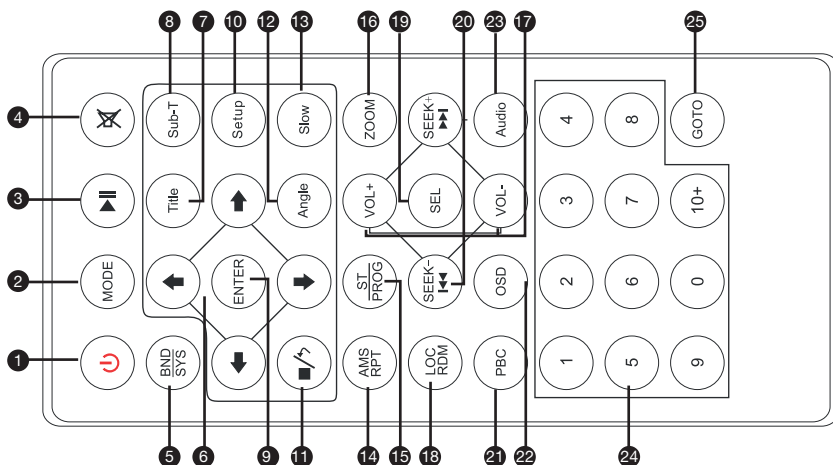 8 7 10 12 13 16 19 20 23 17 25
4
Sub-T
Setup
Slow
ZOOM
SEEK+
Audio
4
8
GOTO
3
Title
Angle
VOL+
SEL
VOL-
3
7
10+
2
MODE
ENTER
ST
PROG
SEEK-
OSD
2
6
0
1
BND
SYS
AMS
RPT
LOC
RDM
PBC
1
5
9
5 6 9 11 14 15 18 21 22 24